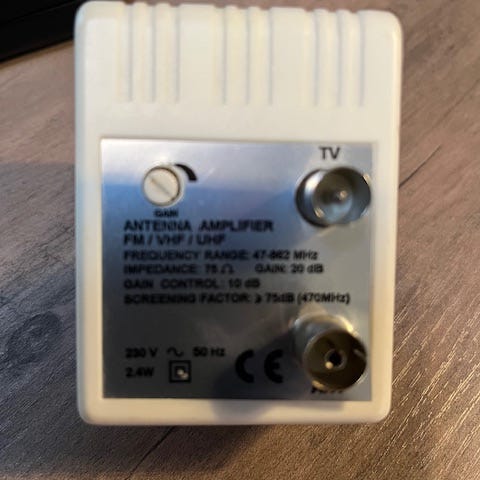 TV
GAIN
ANTENNA AMPLIFIER
FM / VHF / UHF
FREQUENCY RANGE: 47-862 MHz
IMPEDANCE: 75 Ω GAIN: 20 dB
GAIN CONTROL: 10 dB
SCREENING FACTOR: ≥ 75dB (470MHz)
230 V ~ 50 Hz
2.4W CE